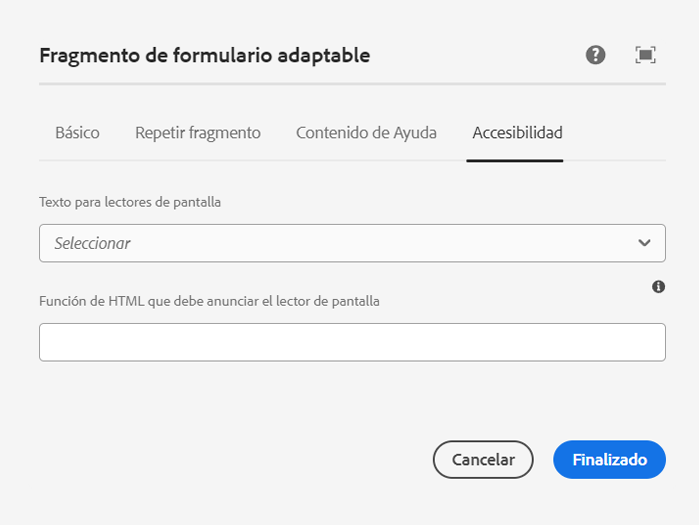 Fragmento de formulario adaptable
Básico Repetir fragmento Contenido de Ayuda Accesibilidad
Texto para lectores de pantalla
Seleccionar
Función de HTML que debe anunciar el lector de pantalla
Cancelar Finalizado